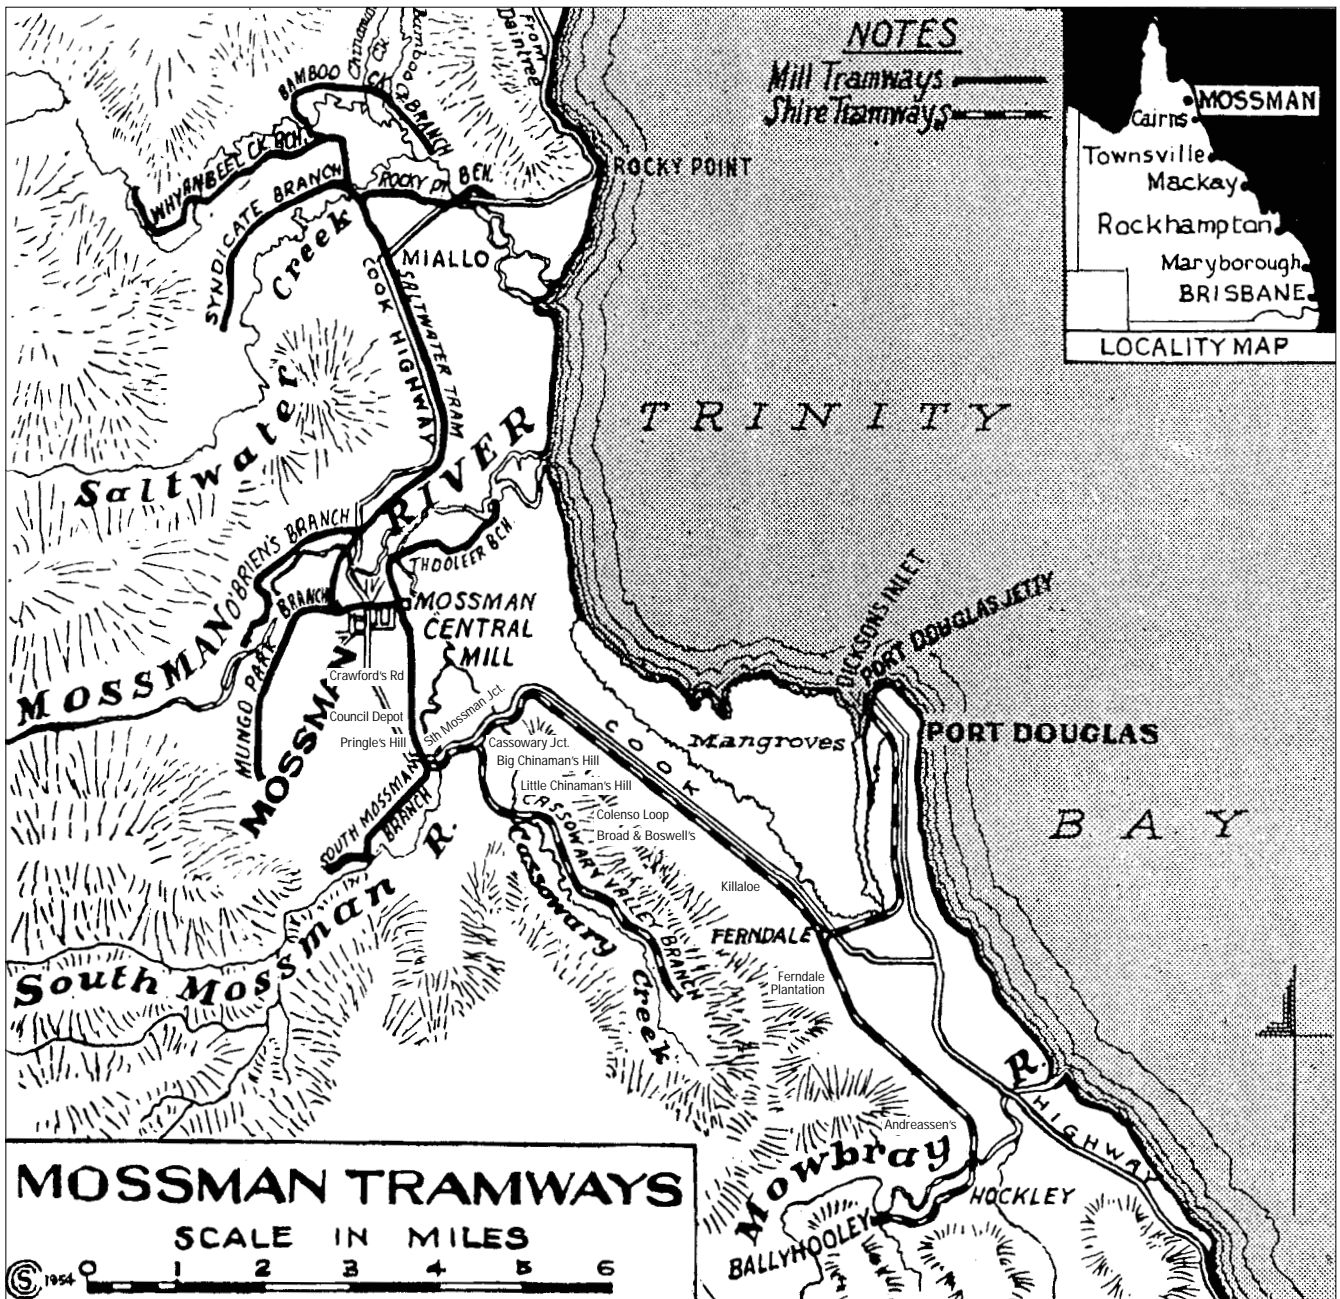 NOTES
Mill Tramways
Shire Tramways
MOSSMAN
Cairns
Townsville
Mackay
Rockhampton
Maryborough
BRISBANE
LOCALITY MAP
from
Daintree
Bamboo Ck
BAMBOO CK. BRANCH
ROCKY POINT
WHYANBEEL CK. BCH.
SYNDICATE BRANCH
ROCKY PT BCH.
MIALLO
Saltwater Creek
COOK HIGHWAY
SALTWATER TRAM
TRINITY
MOSSMAN RIVER
O'BRIEN'S BRANCH
THOOLEER BCH.
MUNGO PARK BRANCH
MOSSMAN
CENTRAL
MILL
MOSSMAN
Crawford's Rd
Council Depot
Pringle's Hill
Sth Mossman Jct.
Cassowary Jct.
Big Chinaman's Hill
Little Chinaman's Hill
Colenso Loop
Broad & Boswell's
Killaloe
COOK
Mangroves
DICKSON'S INLET
PORT DOUGLAS JETTY
PORT DOUGLAS
BAY
SOUTH MOSSMAN
BRANCH
South Mossman R.
CASSOWARY VALLEY BRANCH
Cassowary Creek
FERNDALE
Ferndale
Plantation
Andreassen's
Mowbray R.
HIGHWAY
HOCKLEY
BALLYHOOLEY
MOSSMAN TRAMWAYS
SCALE IN MILES
0 1 2 3 4 5 6
1954